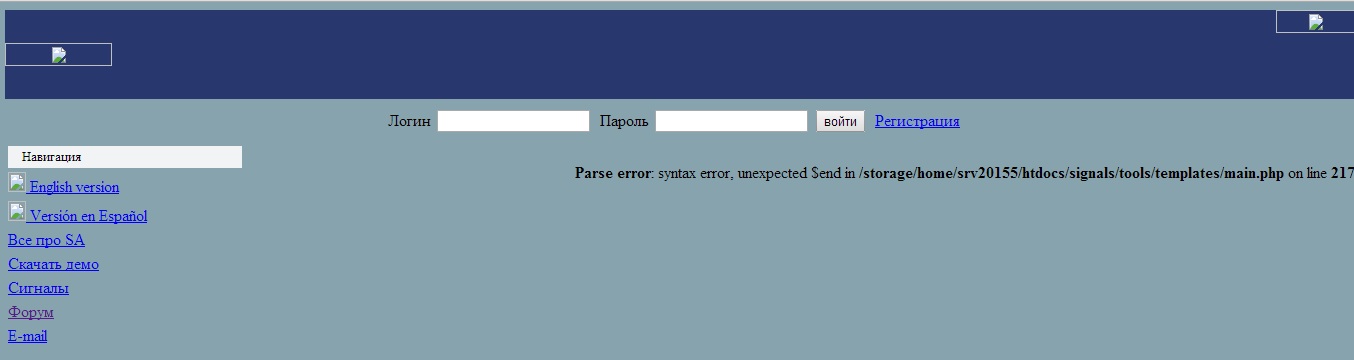 Логин Пароль войти Регистрация
Навигация
Parse error: syntax error, unexpected $end in /storage/home/srv20155/htdocs/signals/tools/templates/main.php on line 217
English version
Versión en Español
Все про SA
Скачать демо
Сигналы
Форум
E-mail